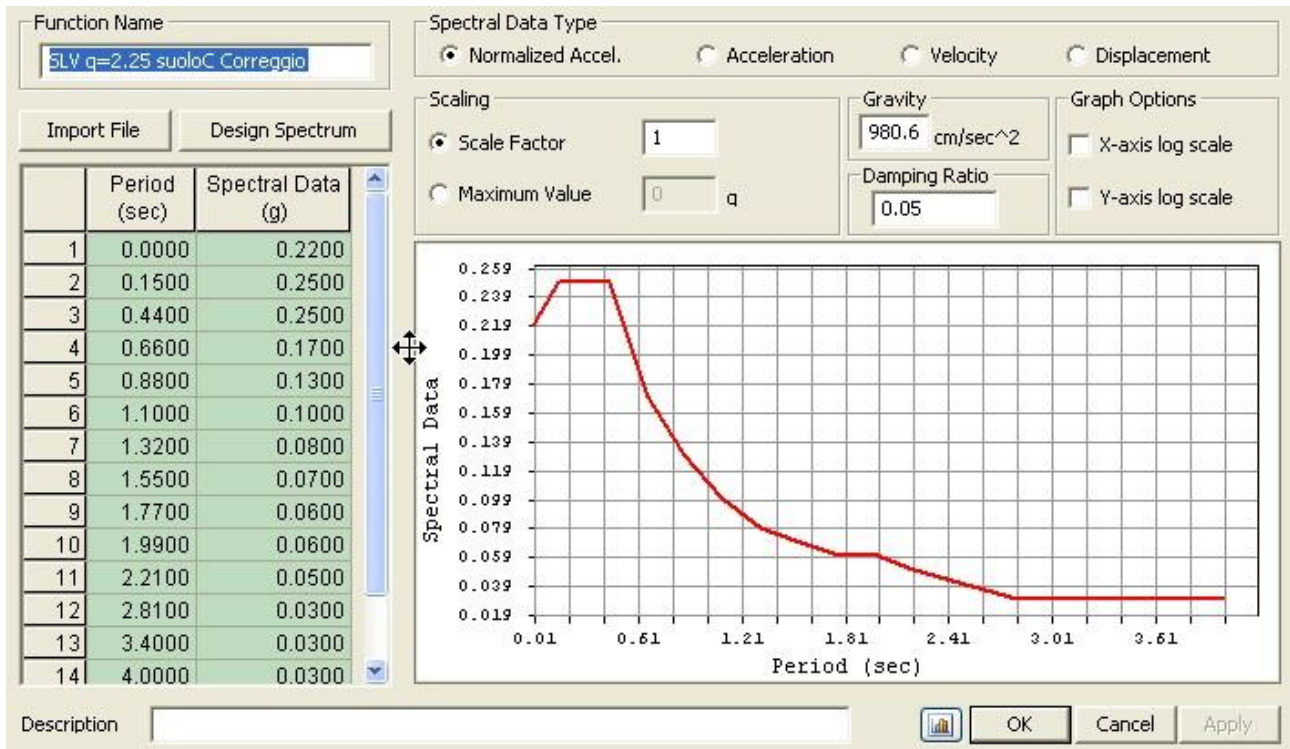 Function Name
SLV q=2.25 suoloC Correggio
Import File Design Spectrum
Period (sec) Spectral Data (g)
1 0.0000 0.2200
2 0.1500 0.2500
3 0.4400 0.2500
4 0.6600 0.1700
5 0.8800 0.1300
6 1.1000 0.1000
7 1.3200 0.0800
8 1.5500 0.0700
9 1.7700 0.0600
10 1.9900 0.0600
11 2.2100 0.0500
12 2.8100 0.0300
13 3.4000 0.0300
14 4.0000 0.0300
Spectral Data Type
Normalized Accel. Acceleration Velocity Displacement
Scaling
Scale Factor 1
Maximum Value 0 g
Gravity
980.6 cm/sec^2
Damping Ratio
0.05
Graph Options
X-axis log scale
Y-axis log scale
Spectral Data
0.259
0.239
0.219
0.199
0.179
0.159
0.139
0.119
0.099
0.079
0.059
0.039
0.019
0.01 0.61 1.21 1.81 2.41 3.01 3.61
Period (sec)
Description
OK Cancel Apply